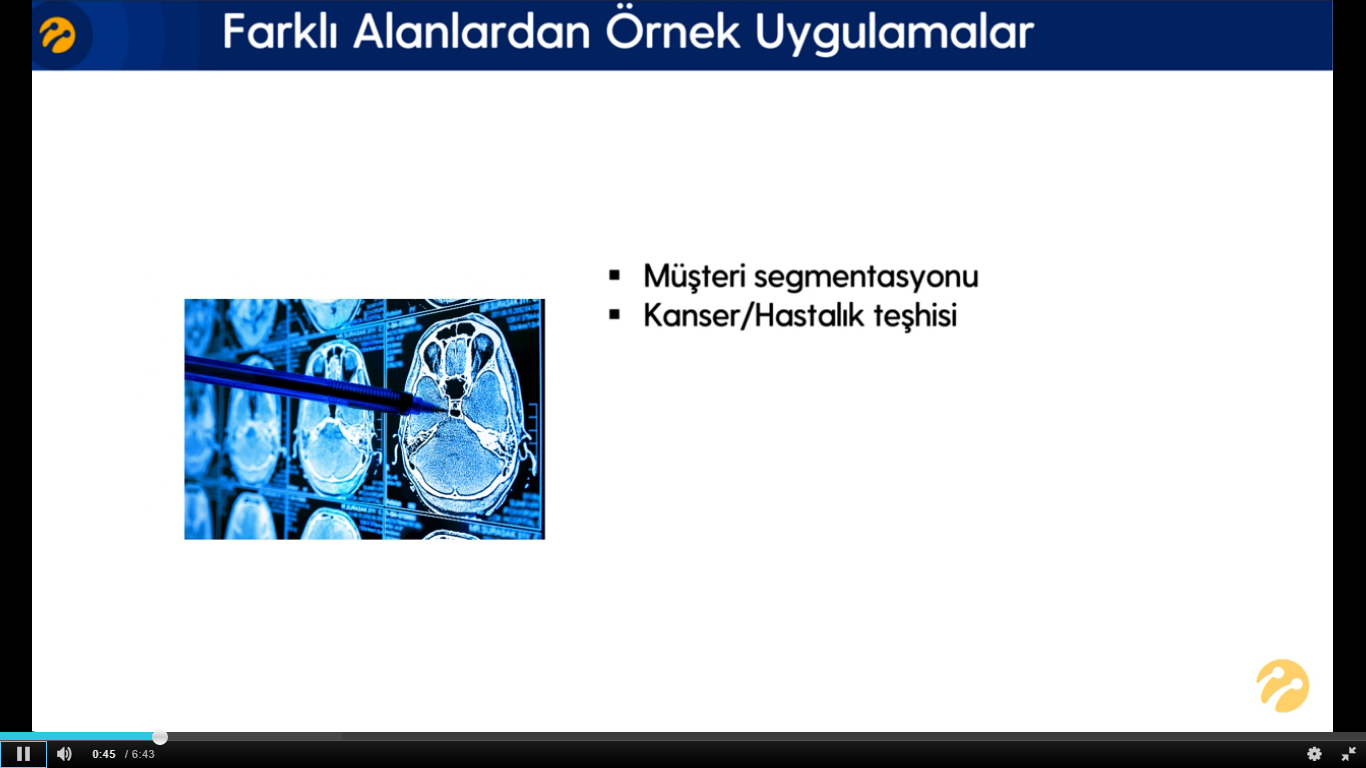 Farklı Alanlardan Örnek Uygulamalar
▪ Müşteri segmentasyonu
▪ Kanser/Hastalık teşhisi
0:45 / 6:43